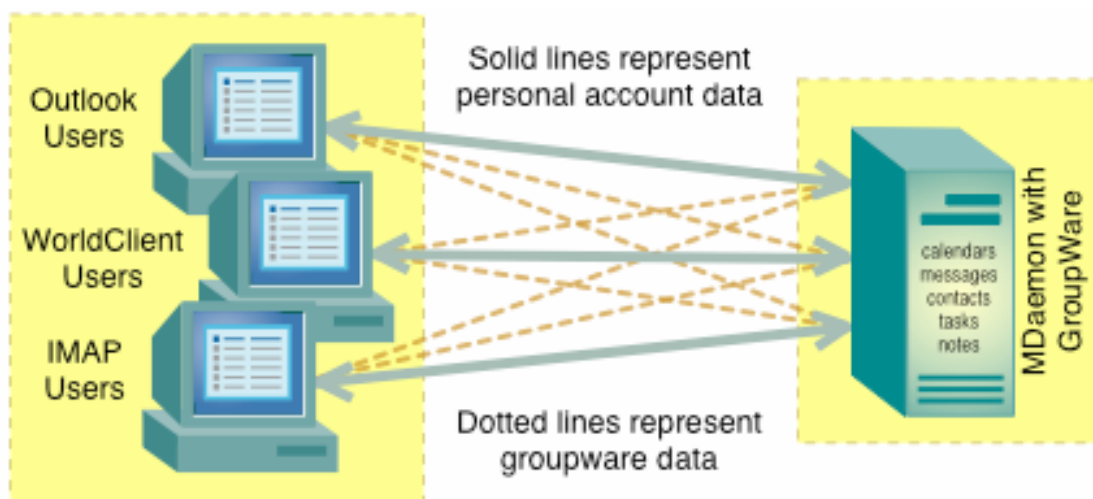 Outlook
Users
WorldClient
Users
IMAP
Users
Solid lines represent
personal account data
Dotted lines represent
groupware data
calendars
messages
contacts
tasks
notes
MDaemon with
GroupWare